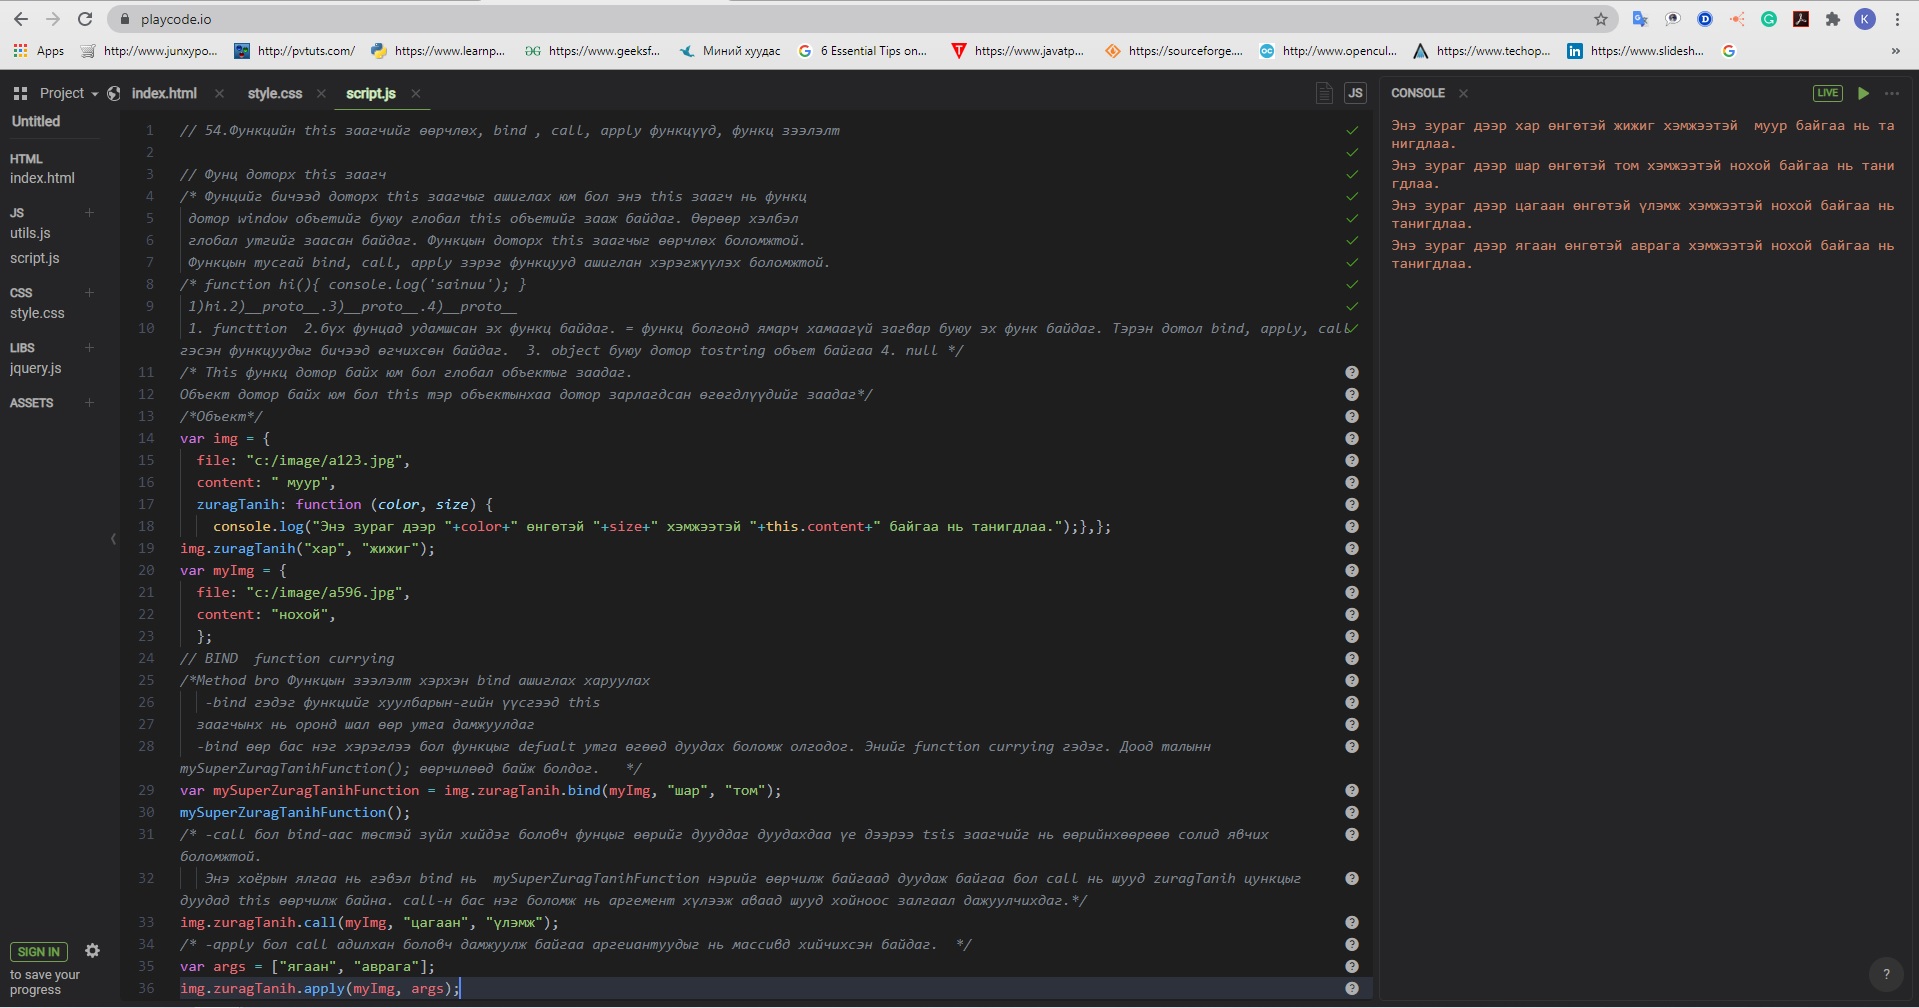 playcode.io
Apps http://www.junxypo... http://pvtuts.com/ https://www.learnp... https://www.geeksf... Миний хуудас 6 Essential Tips on... https://www.javatp... https://sourceforge.... http://www.opencul... https://www.techop... https://www.slidesh...
Project index.html style.css script.js JS
Untitled
HTML
index.html
JS
utils.js
script.js
CSS
style.css
LIBS
jquery.js
ASSETS
SIGN IN
to save your
progress
1 // 54.Функцийн this заагчийг өөрчлөх, bind , call, apply функцүүд, функц зээлэлт
2
3 // Фунц доторх this заагч
4 /* Фунцийг бичээд доторх this заагчыг ашиглах юм бол энэ this заагч нь функц
5 дотор window объетийг буюу глобал this объетийг зааж байдаг. Өөрөөр хэлбэл
6 глобал утгийг заасан байдаг. Функцын доторх this заагчыг өөрчлөх боломжтой.
7 Функцын тусгай bind, call, apply зэрэг функцууд ашиглан хэрэгжүүлэх боломжтой.
8 /* function hi(){ console.log('sainuu'); }
9 1)hi.2)__proto__.3)__proto__.4)__proto__
10 1. functtion 2.бүх фунцад удамшсан эх функц байдаг. = функц болгонд ямарч хамаагүй загвар буюу эх функ байдаг. Тэрэн дотол bind, apply, call
гэсэн функцуудыг бичээд өгчихсөн байдаг. 3. object буюу дотор tostring объет байгаа 4. null */
11 /* This функц дотор байх юм бол глобал объектыг заадаг.
12 Объект дотор байх юм бол this тэр объектынхаа дотор зарлагдсан өгөгдлүүдийг заадаг*/
13 /*Объект*/
14 var img = {
15 file: "c:/image/a123.jpg",
16 content: " муур",
17 zuragTanih: function (color, size) {
18 console.log("Энэ зураг дээр "+color+" өнгөтэй "+size+" хэмжээтэй "+this.content+" байгаа нь танигдлаа.");},};
19 img.zuragTanih("хар", "жижиг");
20 var myImg = {
21 file: "c:/image/a596.jpg",
22 content: "нохой",
23 };
24 // BIND function currying
25 /*Method bro Функцын зээлэлт хэрхэн bind ашиглах харуулах
26 -bind гэдэг функцийг хуулбарын-гийн үүсгээд this
27 заагчынх нь оронд шал өөр утга дамжуулдаг
28 -bind өөр бас нэг хэрэглээ бол функцыг defualt утга өгөөд дуудах боломж олгодог. Энийг function currying гэдэг. Доод талынн
mySuperZuragTanihFunction(); өөрчилөөд байж болдог. */
29 var mySuperZuragTanihFunction = img.zuragTanih.bind(myImg, "шар", "том");
30 mySuperZuragTanihFunction();
31 /* -call бол bind-аас төстэй зүйл хийдэг боловч фунцыг өөрийг дууддаг дуудахдаа үе дээрээ tsis заагчийг нь өөрийнхөөрөөө солид явчих
боломжтой.
32 Энэ хоёрын ялгаа нь гэвэл bind нь mySuperZuragTanihFunction нэрийг өөрчилж байгаад дуудаж байгаа бол call нь шууд zuragTanih цункцыг
дуудад this өөрчилж байна. call-н бас нэг боломж нь аргемент хүлээж аваад шууд хойноос залгаал дажуулчихдаг.*/
33 img.zuragTanih.call(myImg, "цагаан", "үлэмж");
34 /* -apply бол call адилхан боловч дамжуулж байгаа аргеиантуудыг нь массивд хийчихсэн байдаг. */
35 var args = ["ягаан", "аврага"];
36 img.zuragTanih.apply(myImg, args);
CONSOLE LIVE
Энэ зураг дээр хар өнгөтэй жижиг хэмжээтэй муур байгаа нь та
нигдлаа.
Энэ зураг дээр шар өнгөтэй том хэмжээтэй нохой байгаа нь тани
гдлаа.
Энэ зураг дээр цагаан өнгөтэй үлэмж хэмжээтэй нохой байгаа нь
танигдлаа.
Энэ зураг дээр ягаан өнгөтэй аврага хэмжээтэй нохой байгаа нь
танигдлаа.